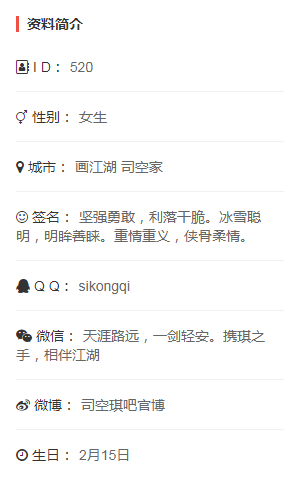 资料简介
I D： 520
性别： 女生
城市： 画江湖 司空家
签名： 坚强勇敢，利落干脆。冰雪聪
明，明眸善睐。重情重义，侠骨柔情。
Q Q： sikongqi
微信： 天涯路远，一剑轻安。携琪之
手，相伴江湖
微博： 司空琪吧官博
生日： 2月15日